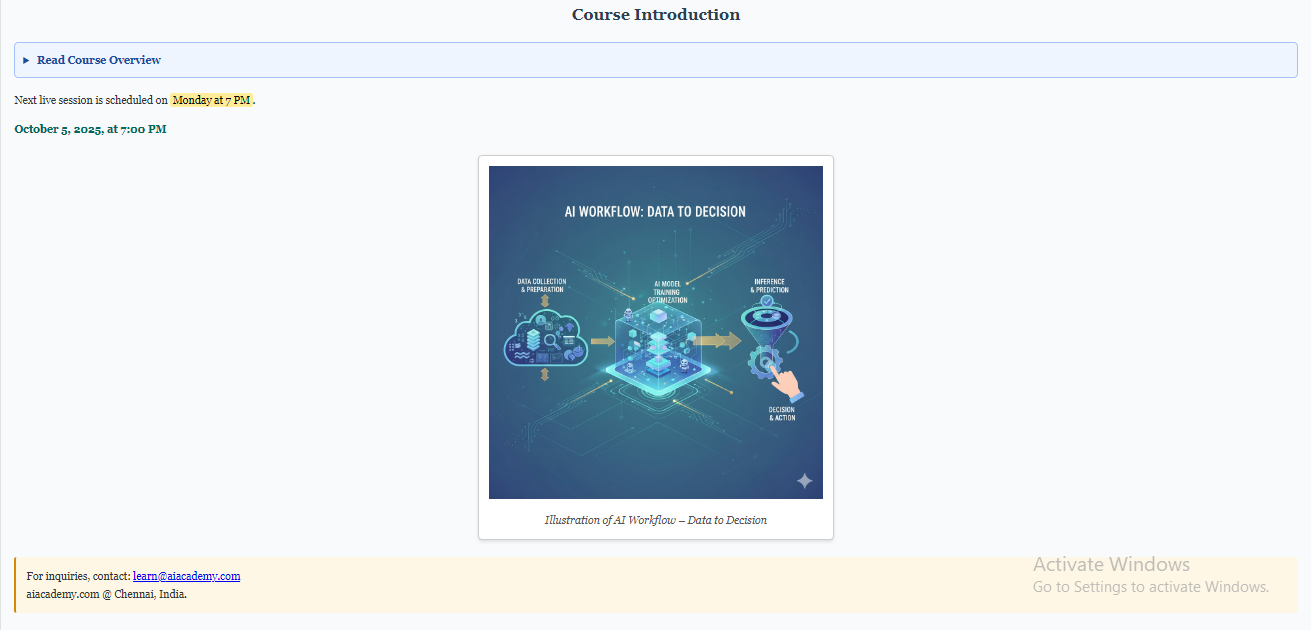 Course Introduction
▶ Read Course Overview
Next live session is scheduled on Monday at 7 PM.
October 5, 2025, at 7:00 PM
AI WORKFLOW: DATA TO DECISION
DATA COLLECTION
& PREPARATION
AI MODEL
TRAINING
OPTIMIZATION
INFERENCE
& PREDICTION
DECISION
& ACTION
Illustration of AI Workflow – Data to Decision
For inquiries, contact: learn@aiacademy.com
aiacademy.com @ Chennai, India.
Activate Windows
Go to Settings to activate Windows.